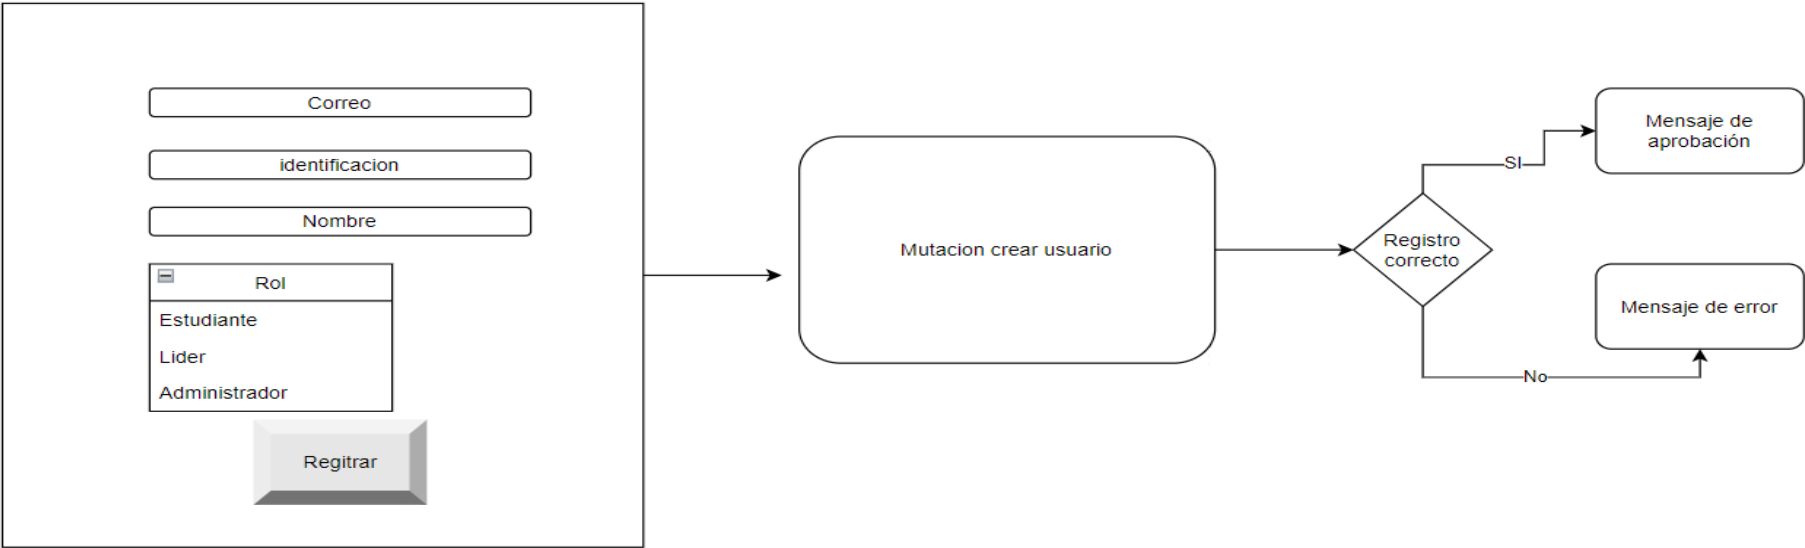 Correo
identificacion
Nombre
Rol
Estudiante
Lider
Administrador
Regitrar
Mutacion crear usuario
Registro
correcto
SI
Mensaje de
aprobación
No
Mensaje de error